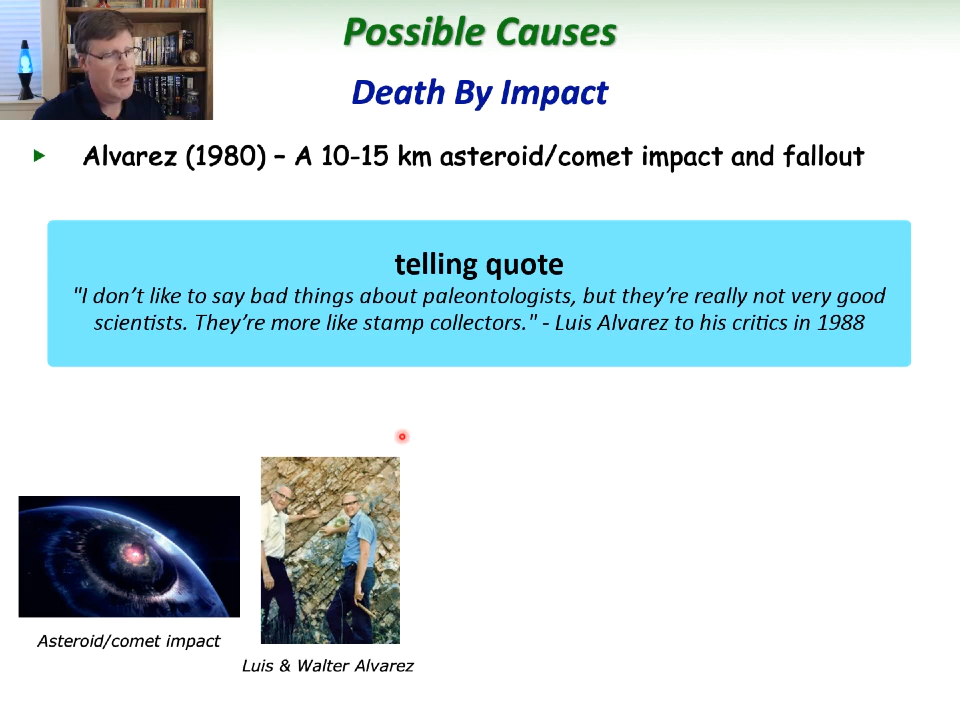 Possible Causes
Death By Impact
Alvarez (1980) – A 10-15 km asteroid/comet impact and fallout
telling quote
"I don’t like to say bad things about paleontologists, but they’re really not very good
scientists. They’re more like stamp collectors." - Luis Alvarez to his critics in 1988
Asteroid/comet impact
Luis & Walter Alvarez